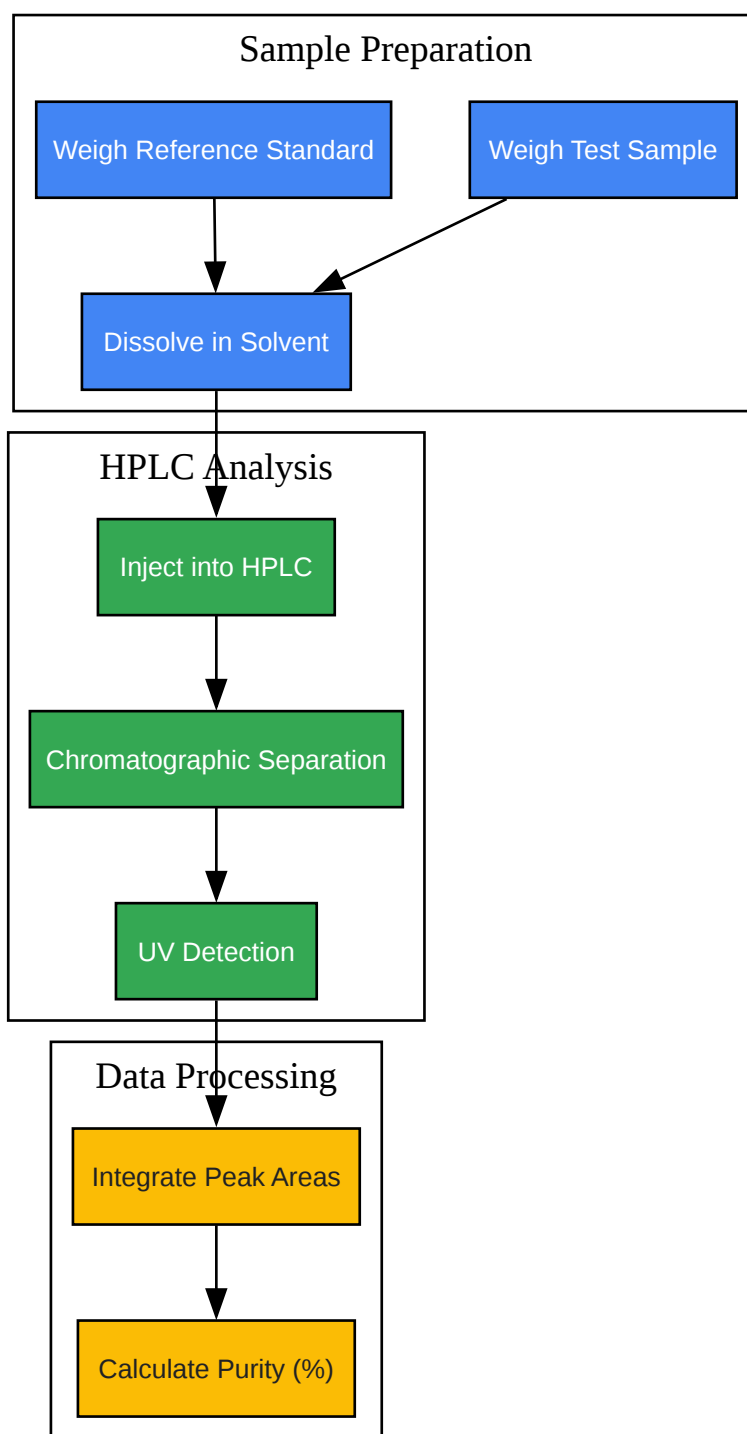 Sample Preparation
Weigh Reference Standard
Weigh Test Sample
Dissolve in Solvent
HPLC Analysis
Inject into HPLC
Chromatographic Separation
UV Detection
Data Processing
Integrate Peak Areas
Calculate Purity (%)